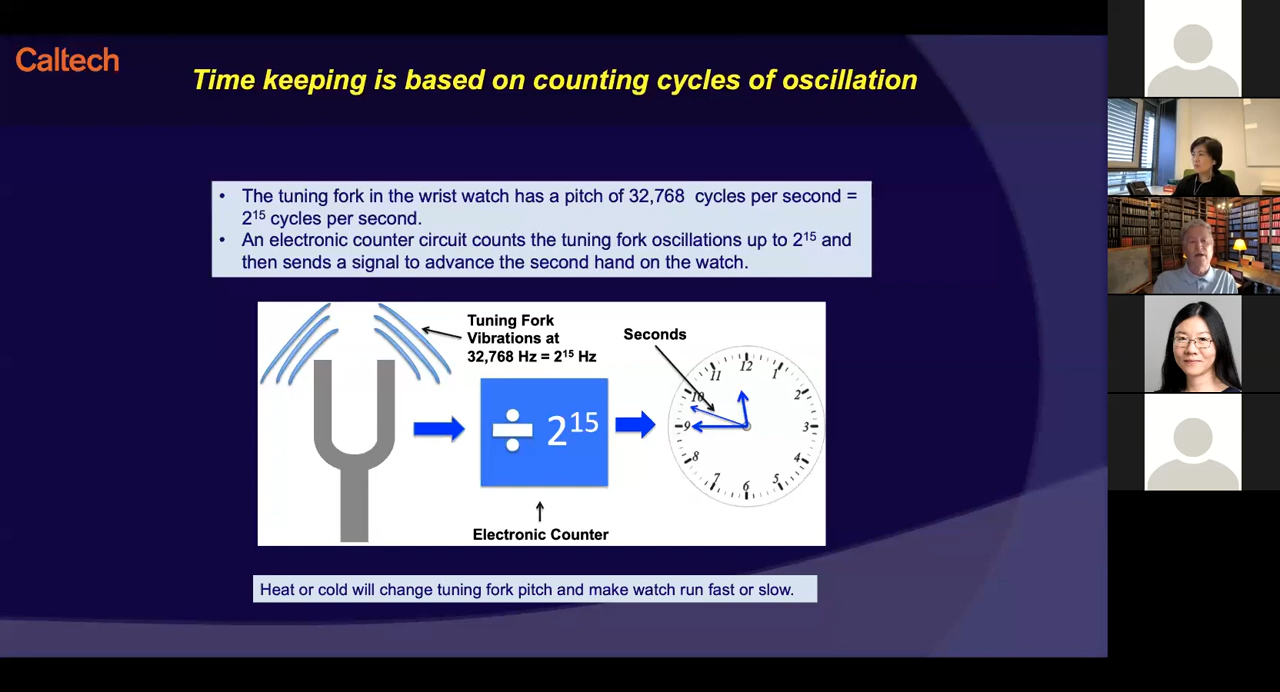 Caltech
Time keeping is based on counting cycles of oscillation
• The tuning fork in the wrist watch has a pitch of 32,768 cycles per second =
2¹⁵ cycles per second.
• An electronic counter circuit counts the tuning fork oscillations up to 2¹⁵ and
then sends a signal to advance the second hand on the watch.
Tuning Fork
Vibrations at
32,768 Hz = 2¹⁵ Hz
Seconds
÷ 2¹⁵
12
1
2
3
4
5
6
7
8
9
10
11
Electronic Counter
Heat or cold will change tuning fork pitch and make watch run fast or slow.